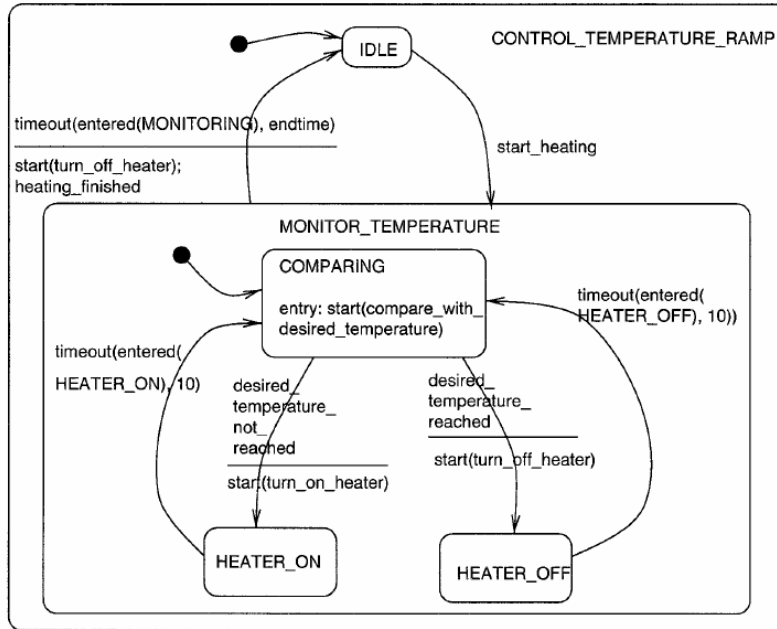 IDLE
CONTROL_TEMPERATURE_RAMP
timeout(entered(MONITORING), endtime)
start(turn_off_heater);
heating_finished
start_heating
MONITOR_TEMPERATURE
COMPARING
entry: start(compare_with_
desired_temperature)
timeout(entered(
HEATER_OFF), 10))
timeout(entered(
HEATER_ON), 10)
desired_
temperature_
not_
reached
start(turn_on_heater)
desired_
temperature_
reached
start(turn_off_heater)
HEATER_ON
HEATER_OFF